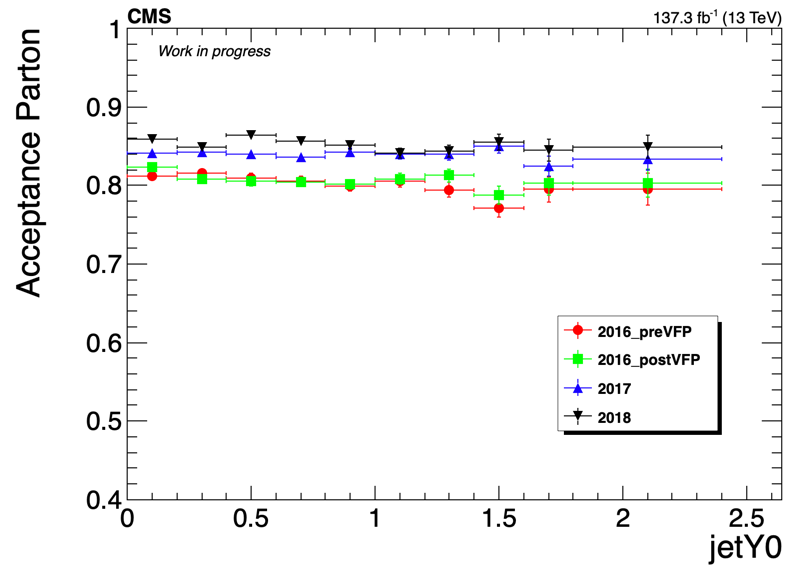 CMS
137.3 fb⁻¹ (13 TeV)
Work in progress
Acceptance Parton
1
0.9
0.8
0.7
0.6
0.5
0.4
2016_preVFP
2016_postVFP
2017
2018
0
0.5
1
1.5
2
2.5
jetY0